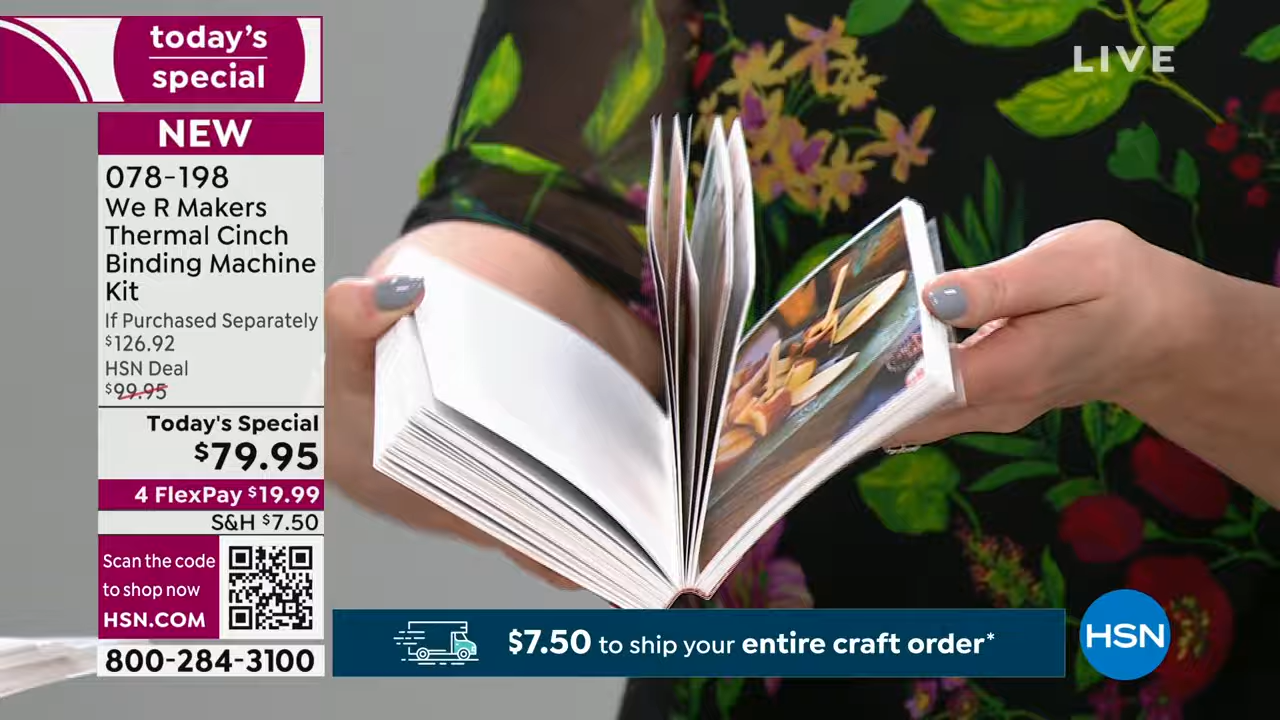 today's
special
LIVE
NEW
078-198
We R Makers
Thermal Cinch
Binding Machine
Kit
If Purchased Separately
$126.92
HSN Deal
$99.95
Today's Special
$79.95
4 FlexPay $19.99
S&H $7.50
Scan the code
to shop now
HSN.COM
800-284-3100
$7.50 to ship your entire craft order*
HSN